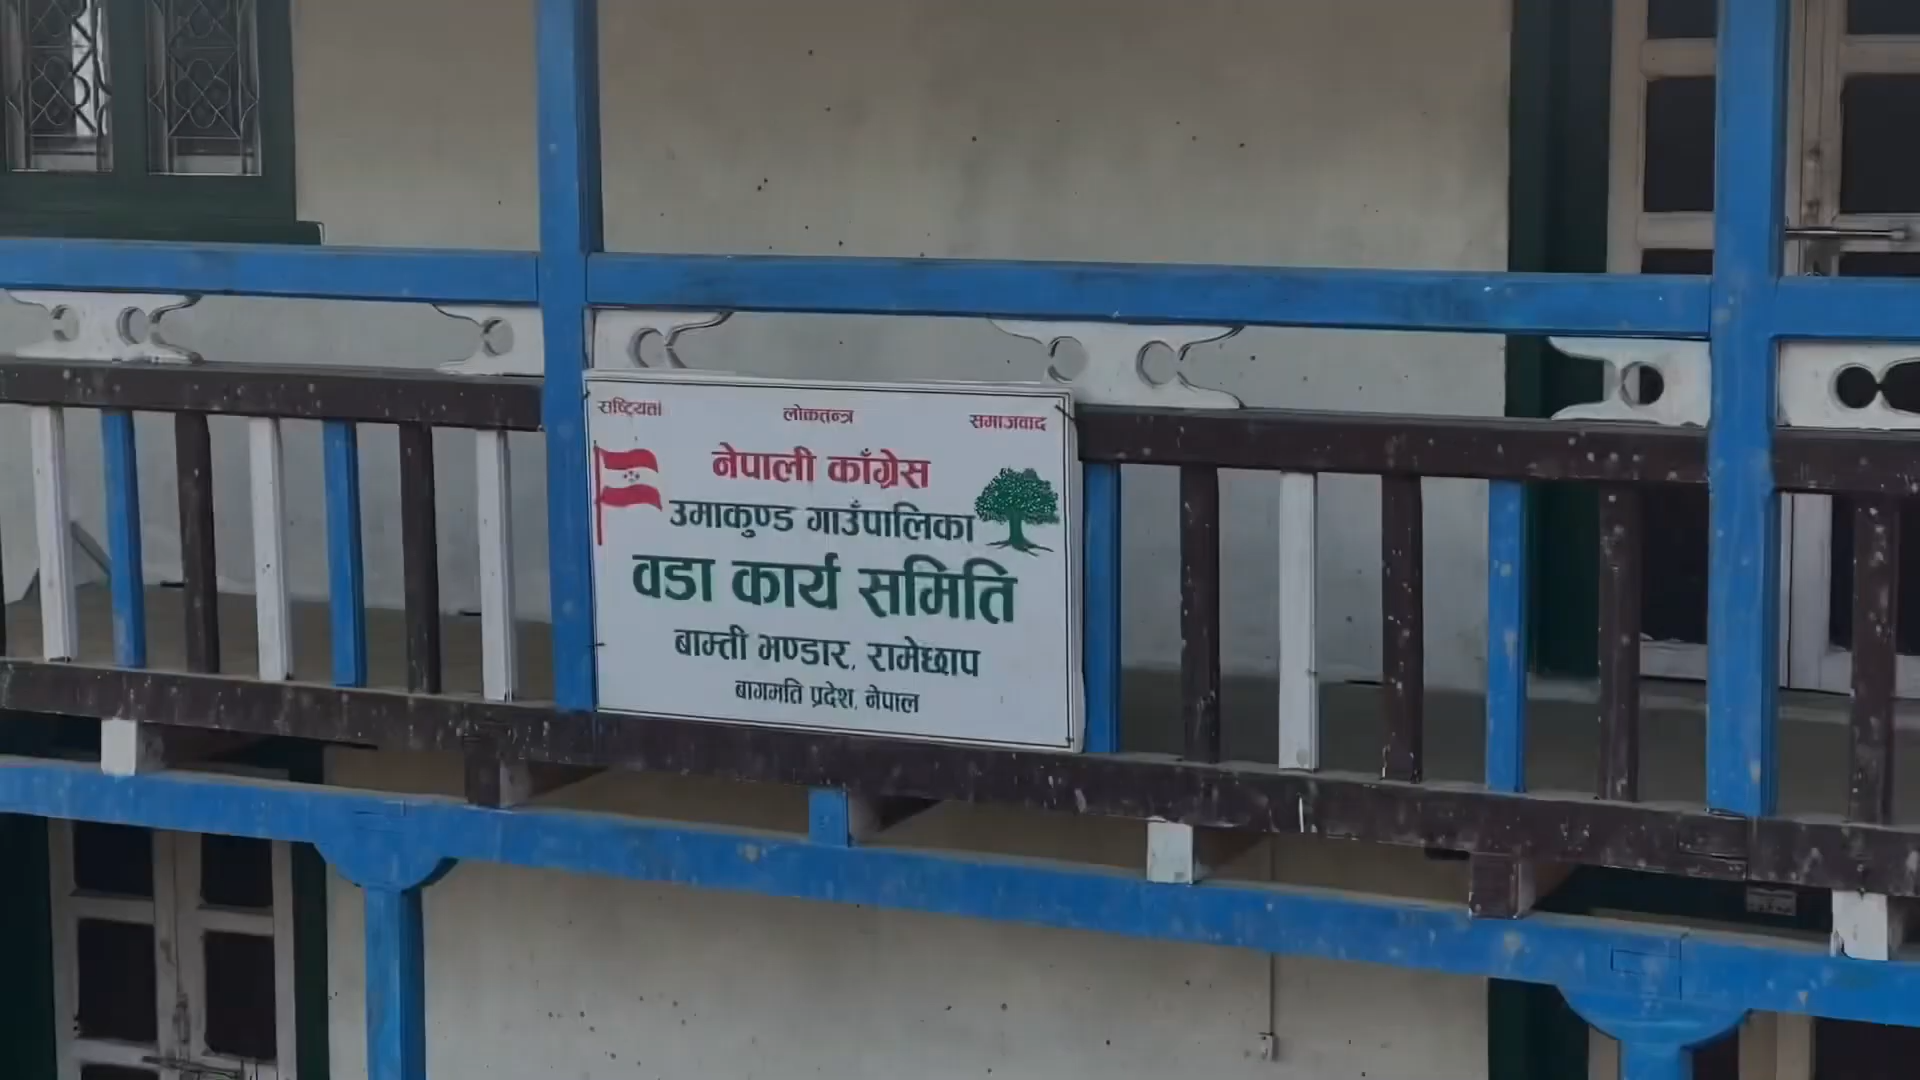 राष्ट्रियता लोकतन्त्र समाजवाद
नेपाली काँग्रेस
उमाकुण्ड गाउँपालिका
वडा कार्य समिति
बाम्ती भण्डार, रामेछाप
बागमति प्रदेश, नेपाल